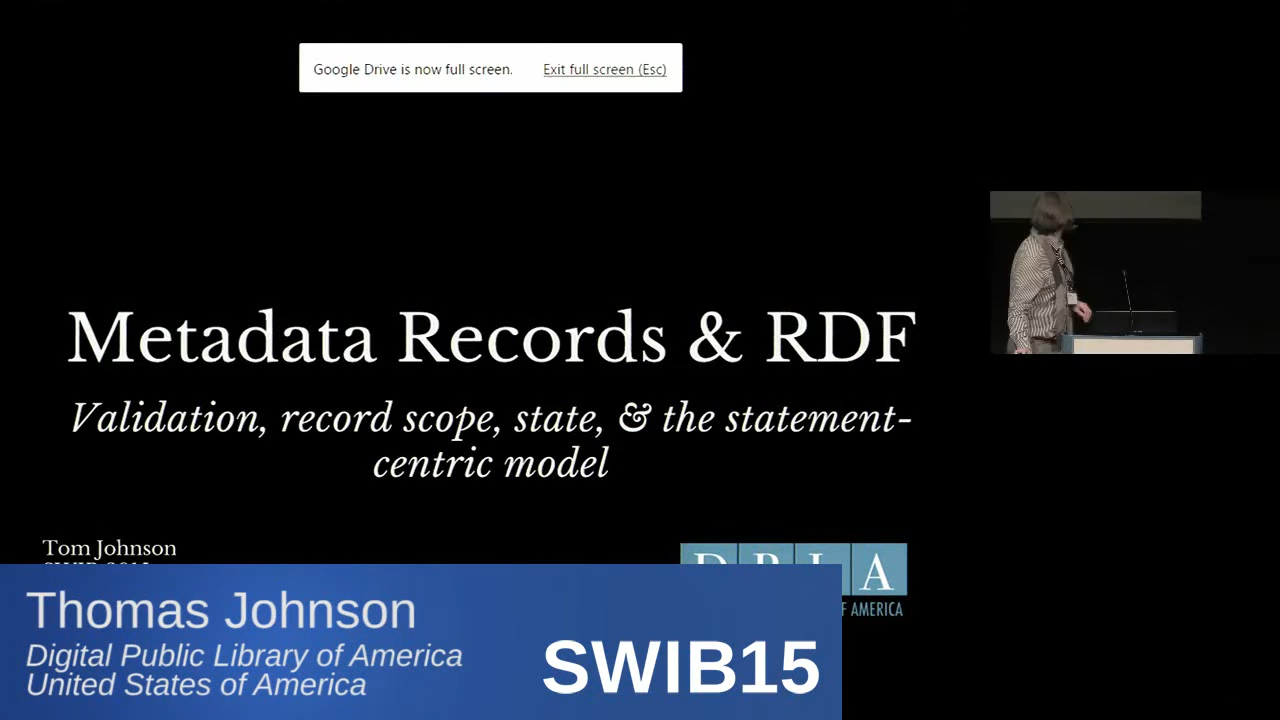 Google Drive is now full screen. Exit full screen (Esc)
Metadata Records & RDF
Validation, record scope, state, & the statement-
centric model
Tom Johnson
A
OF AMERICA
Thomas Johnson
Digital Public Library of America
United States of America
SWIB15